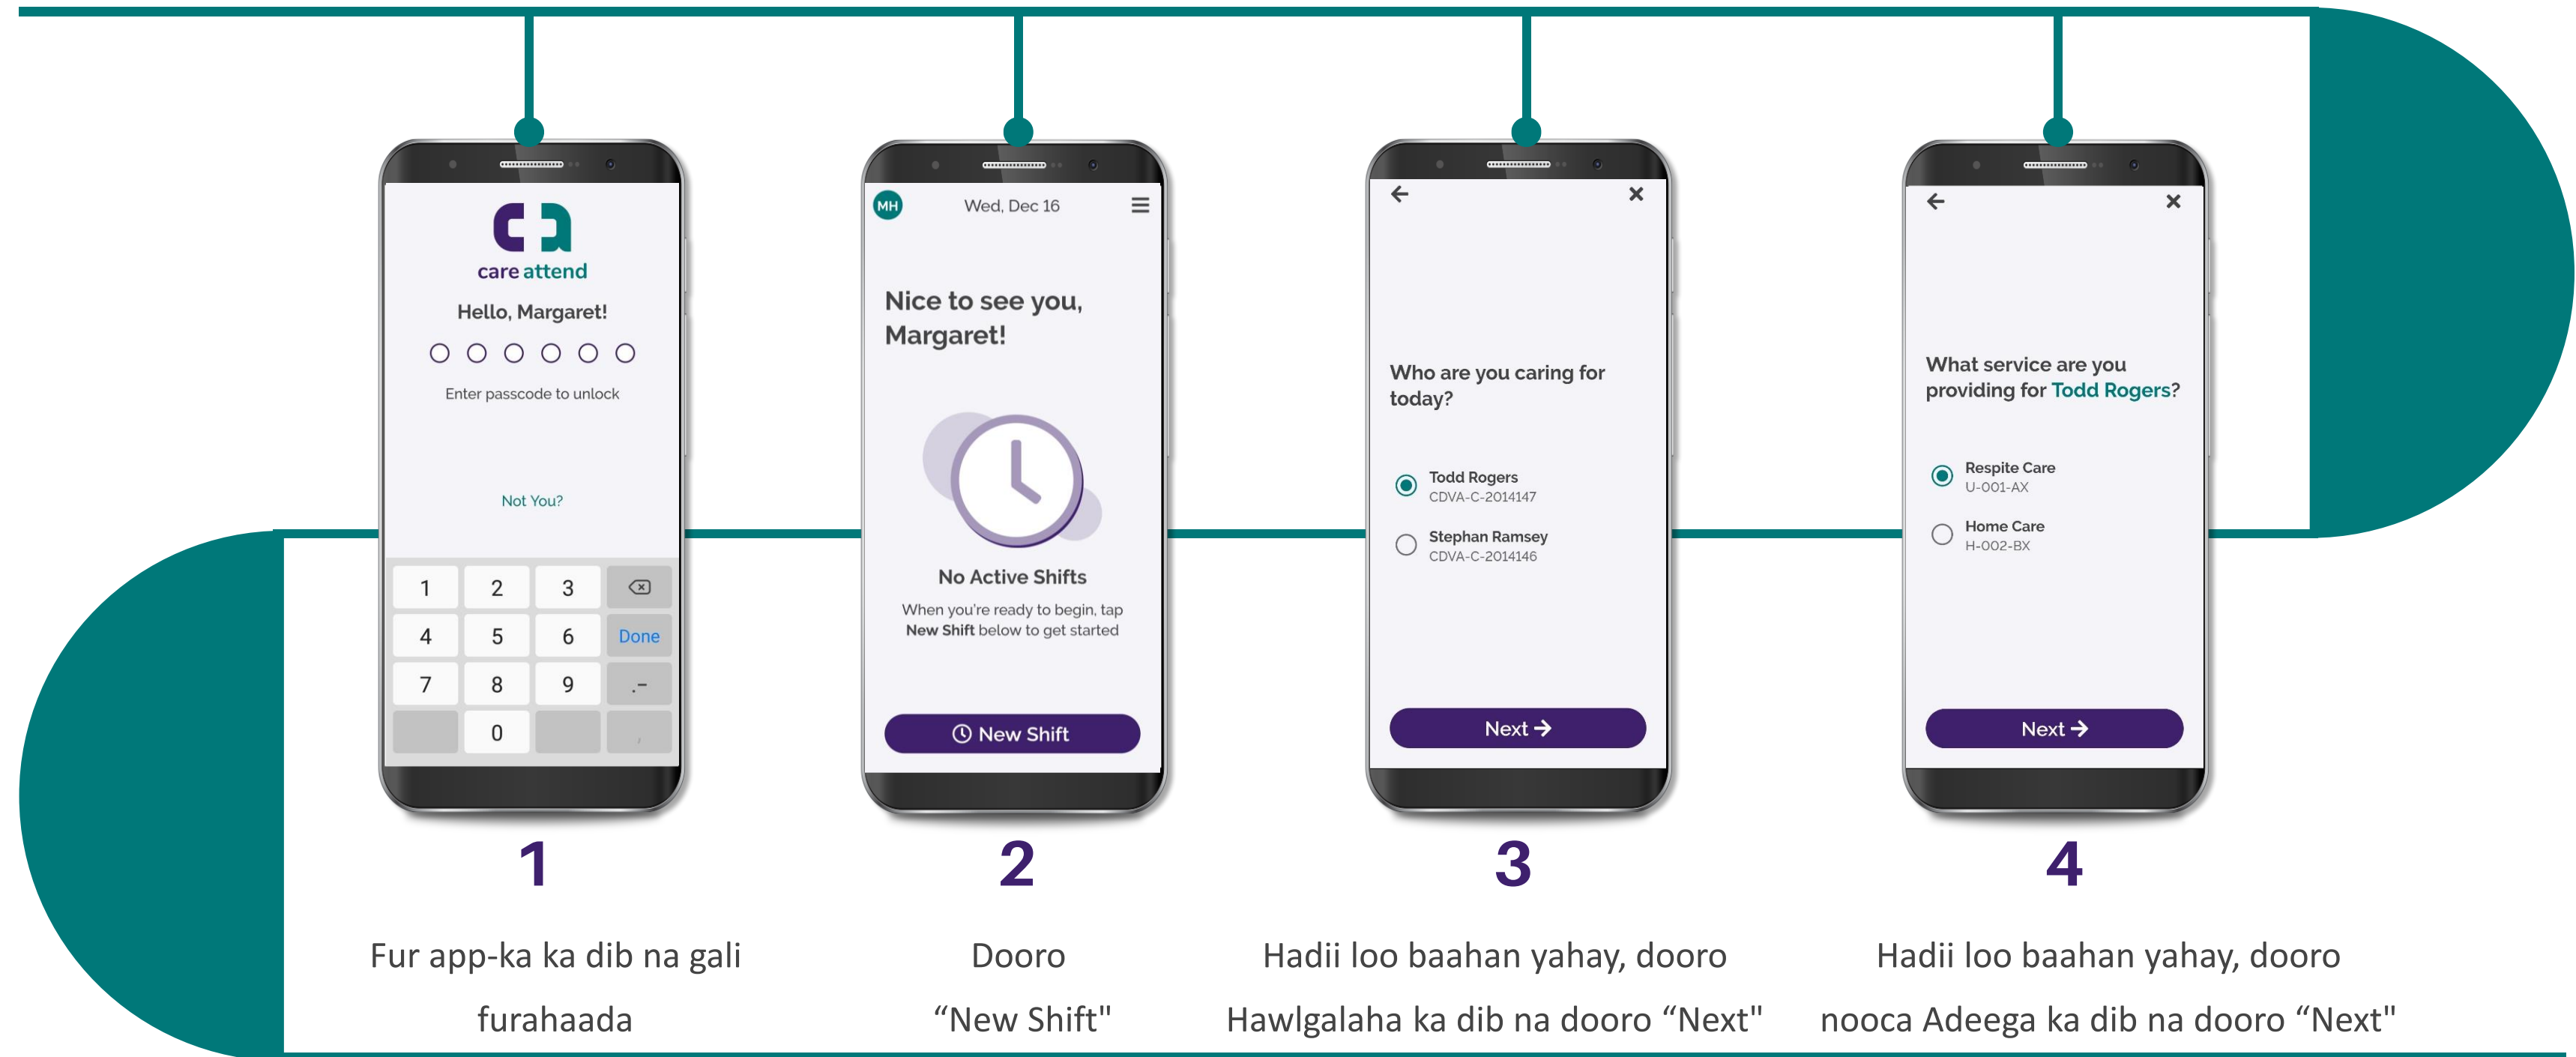 care attend
Hello, Margaret!
Enter passcode to unlock
Not You?
1 2 3
4 5 6 Done
7 8 9 .-
0 ,
1
Fur app-ka ka dib na gali
furahaada
MH Wed, Dec 16
Nice to see you,
Margaret!
No Active Shifts
When you're ready to begin, tap
New Shift below to get started
New Shift
2
Dooro
“New Shift"
Who are you caring for
today?
Todd Rogers
CDVA-C-2014147
Stephan Ramsey
CDVA-C-2014146
Next →
3
Hadii loo baahan yahay, dooro
Hawlgalaha ka dib na dooro “Next"
What service are you
providing for Todd Rogers?
Respite Care
U-001-AX
Home Care
H-002-BX
Next →
4
Hadii loo baahan yahay, dooro
nooca Adeega ka dib na dooro “Next"